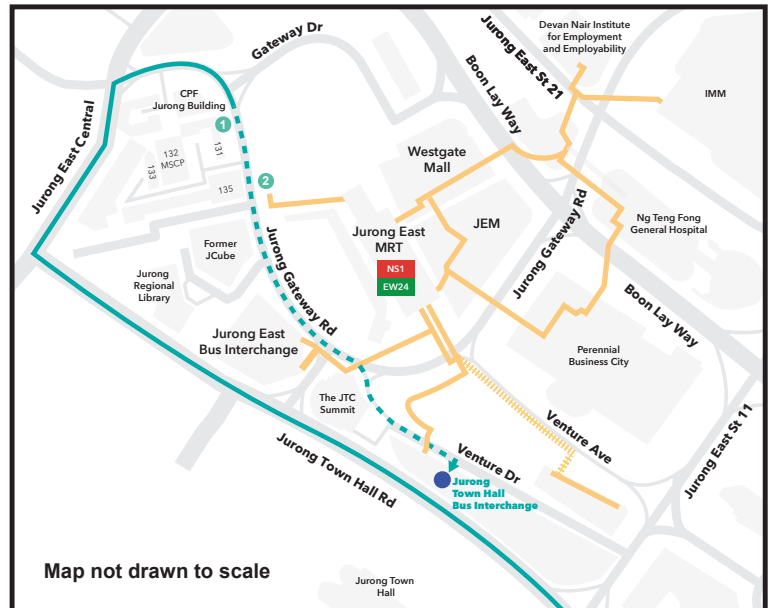 Devan Nair Institute
for Employment
and Employability
Gateway Dr
Jurong East St 21
Boon Lay Way
IMM
CPF
Jurong Building
1
Jurong East Central
132
MSCP
133
131
135
2
Westgate
Mall
Jurong East
MRT
NS1
EW24
JEM
Jurong Gateway Rd
Ng Teng Fong
General Hospital
Boon Lay Way
Former
JCube
Jurong
Regional
Library
Jurong Gateway Rd
Jurong East
Bus Interchange
Perennial
Business City
The JTC
Summit
Venture Ave
Jurong East St 11
Jurong Town Hall Rd
Venture Dr
Jurong
Town Hall
Bus Interchange
Map not drawn to scale
Jurong Town
Hall